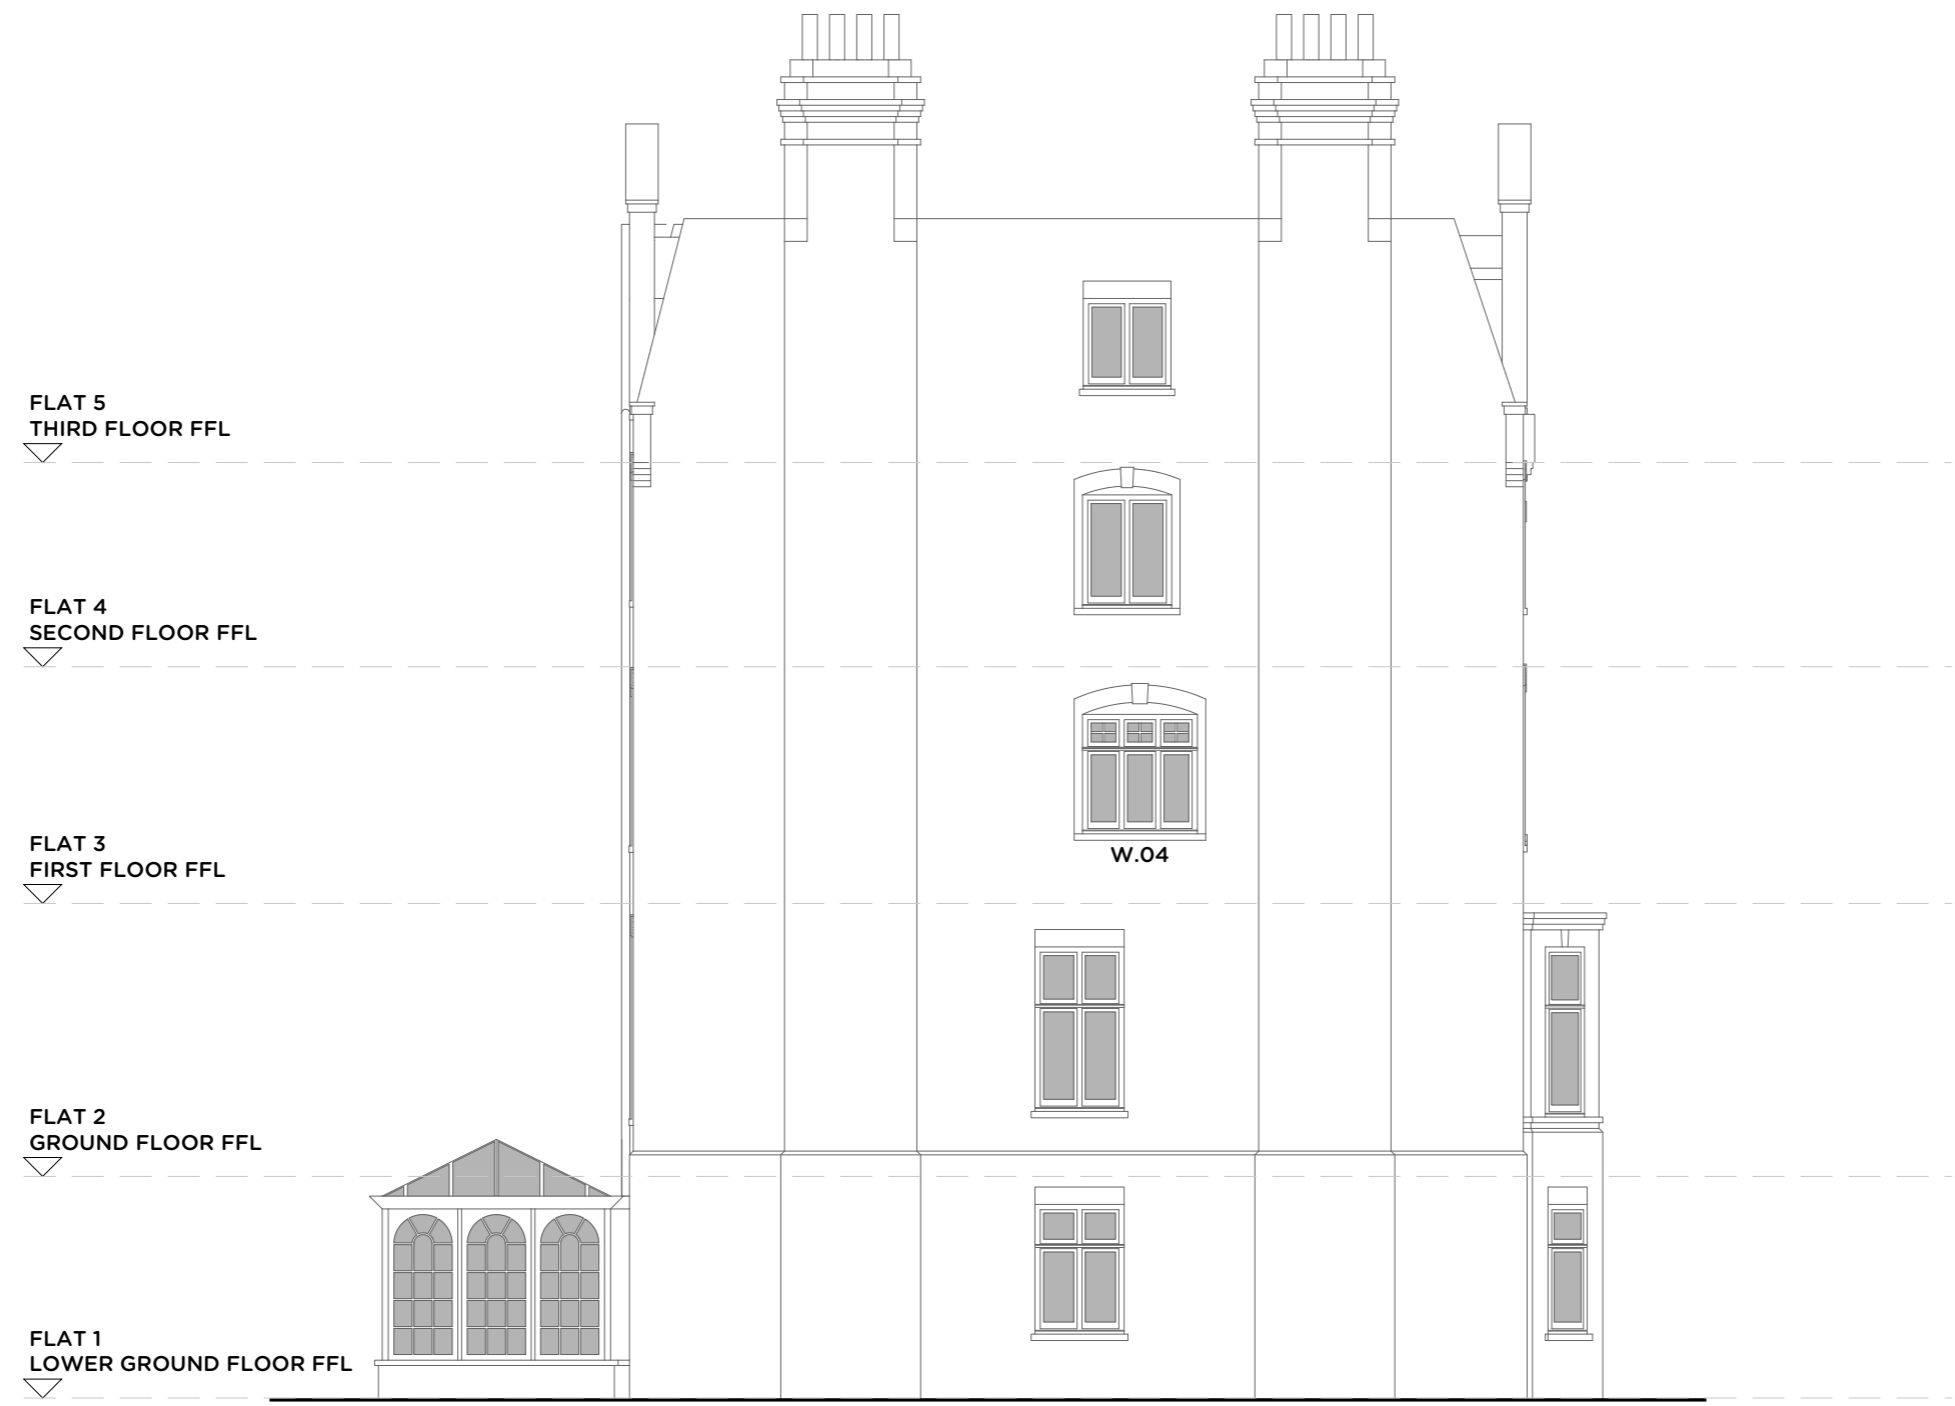 FLAT 5
THIRD FLOOR FFL
FLAT 4
SECOND FLOOR FFL
FLAT 3
FIRST FLOOR FFL
W.04
FLAT 2
GROUND FLOOR FFL
FLAT 1
LOWER GROUND FLOOR FFL